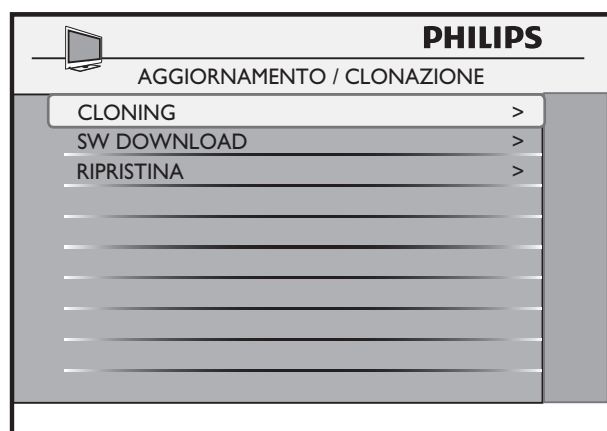 PHILIPS
AGGIORNAMENTO / CLONAZIONE
CLONING >
SW DOWNLOAD >
RIPRISTINA >